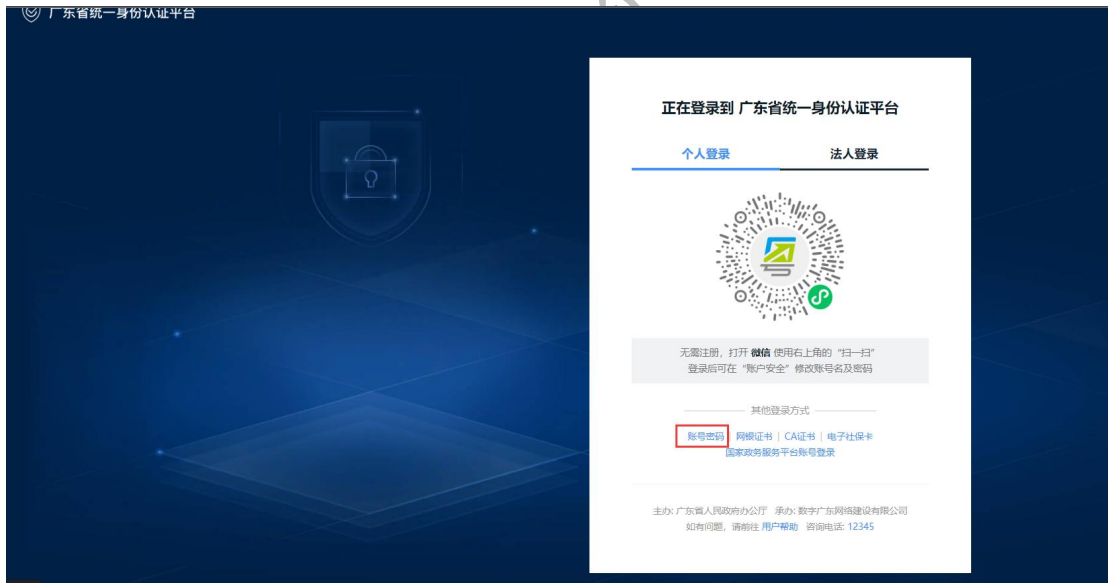 广东省统一身份认证平台
正在登录到 广东省统一身份认证平台
个人登录 法人登录
无需注册，打开 微信 使用右上角的 “扫一扫”
登录后可在 “账户安全” 修改账号名及密码
其他登录方式
账号密码 | 网银证书 | CA证书 | 电子社保卡
国家政务服务平台账号登录
主办: 广东省人民政府办公厅 承办: 数字广东网络建设有限公司
如有问题，请前往 用户帮助 咨询电话: 12345